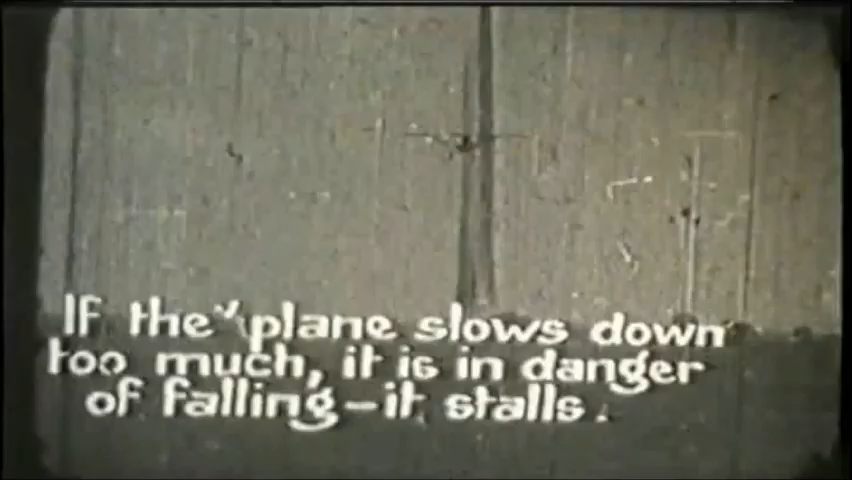 If the plane slows down
too much, it is in danger
of falling—it stalls.